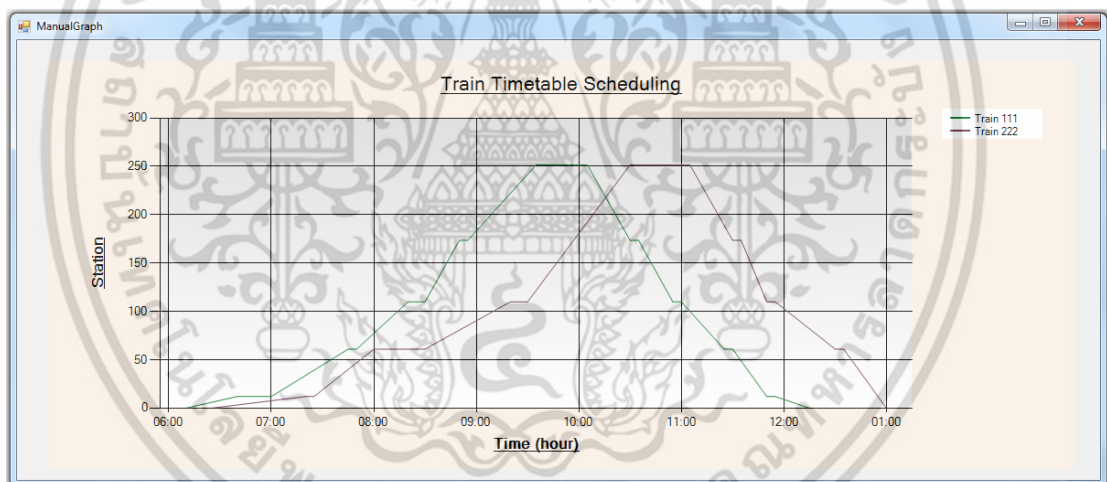 ManualGraph
Train Timetable Scheduling
Train 111
Train 222
300
250
200
150
100
50
0
Station
06:00 07:00 08:00 09:00 10:00 11:00 12:00 01:00
Time (hour)